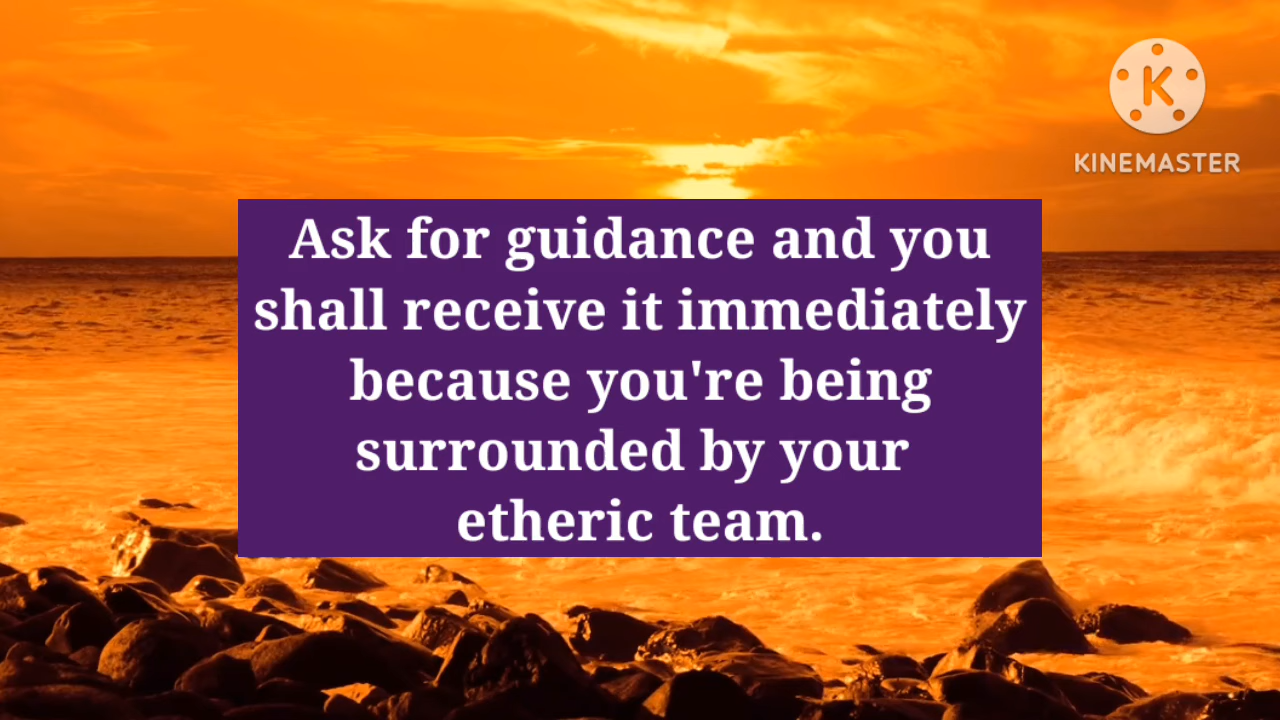 KINEMASTER
Ask for guidance and you
shall receive it immediately
because you're being
surrounded by your
etheric team.